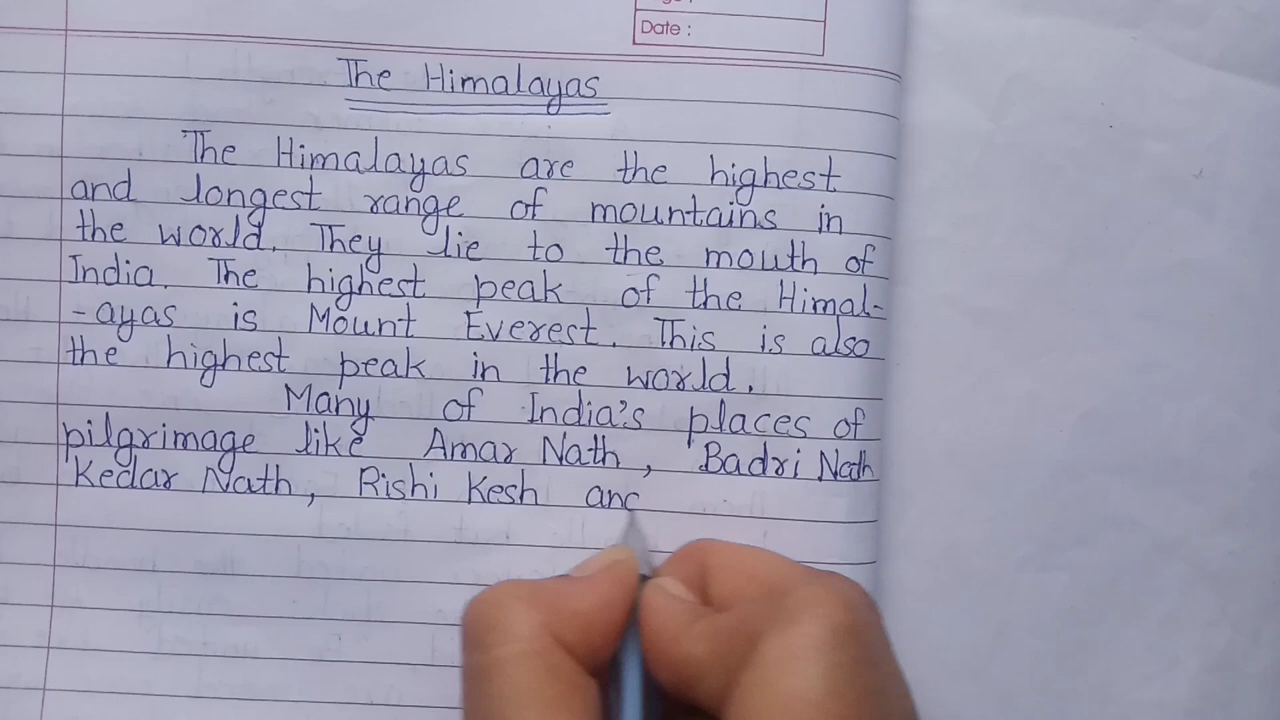 Date :
The Himalayas
The Himalayas are the highest
and longest range of mountains in
the world. They lie to the mouth of
India. The highest peak of the Himal-
-ayas is Mount Everest. This is also
the highest peak in the world.
Many of India's places of
pilgrimage like Amar Nath, Badri Nath
Kedar Nath, Rishi Kesh anc